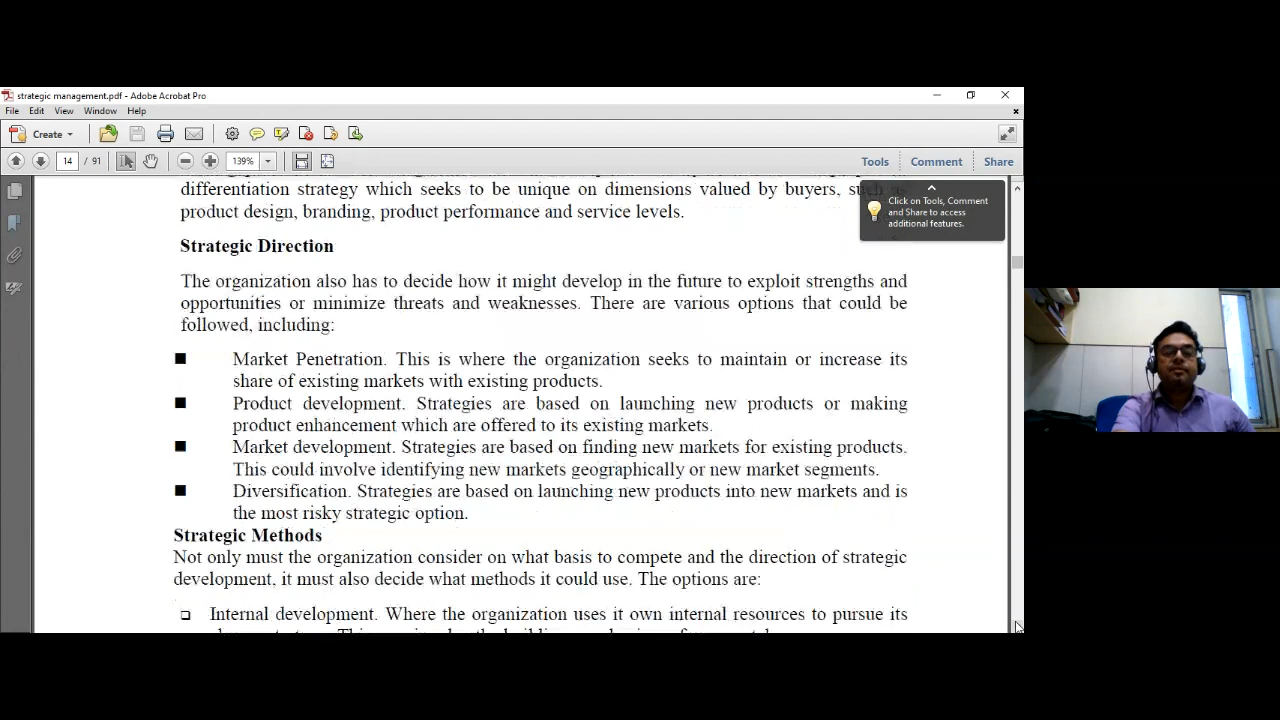 strategic management.pdf - Adobe Acrobat Pro
File Edit View Window Help
Create
14 / 91
139%
Tools Comment Share
Click on Tools, Comment
and Share to access
additional features.
differentiation strategy which seeks to be unique on dimensions valued by buyers, such as
product design, branding, product performance and service levels.
Strategic Direction
The organization also has to decide how it might develop in the future to exploit strengths and
opportunities or minimize threats and weaknesses. There are various options that could be
followed, including:
Market Penetration. This is where the organization seeks to maintain or increase its
share of existing markets with existing products.
Product development. Strategies are based on launching new products or making
product enhancement which are offered to its existing markets.
Market development. Strategies are based on finding new markets for existing products.
This could involve identifying new markets geographically or new market segments.
Diversification. Strategies are based on launching new products into new markets and is
the most risky strategic option.
Strategic Methods
Not only must the organization consider on what basis to compete and the direction of strategic
development, it must also decide what methods it could use. The options are:
Internal development. Where the organization uses it own internal resources to pursue its